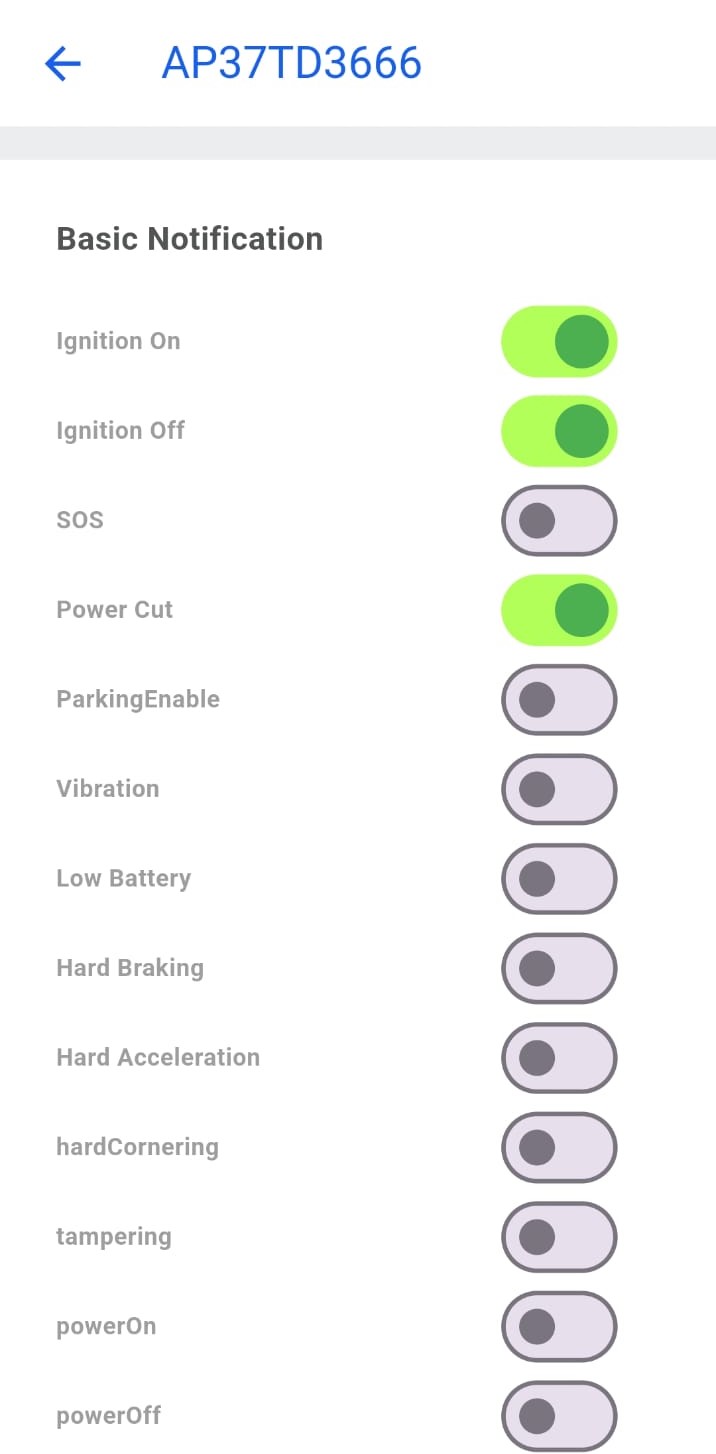 AP37TD3666
Basic Notification
Ignition On
Ignition Off
SOS
Power Cut
ParkingEnable
Vibration
Low Battery
Hard Braking
Hard Acceleration
hardCornering
tampering
powerOn
powerOff